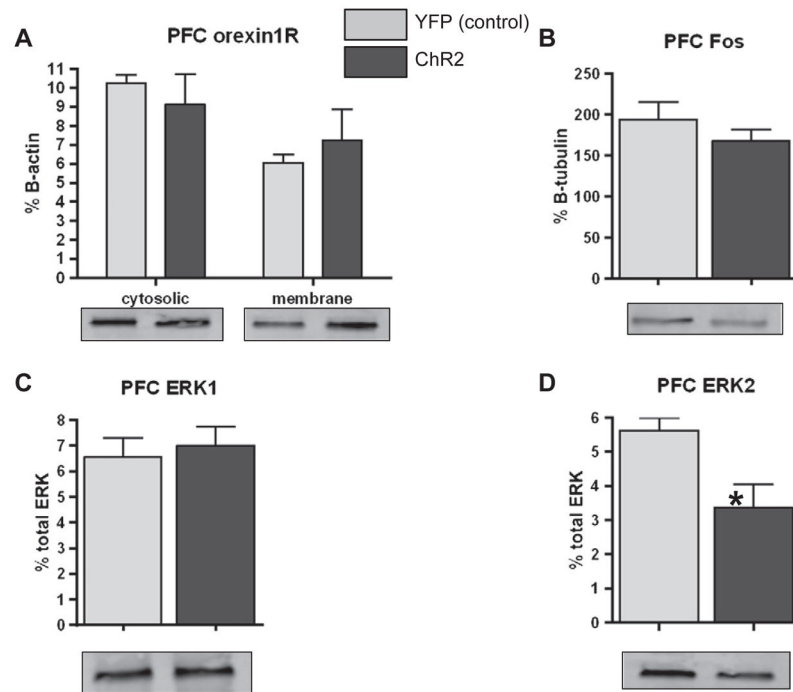 YFP (control)
ChR2
A
PFC orexin1R
% B-actin
11
10
9
8
7
6
5
4
3
2
1
0
cytosolic
membrane
B
PFC Fos
% B-tubulin
250
200
150
100
50
0
C
PFC ERK1
% total ERK
8
7
6
5
4
3
2
1
0
D
PFC ERK2
% total ERK
6
5
4
3
2
1
0
*